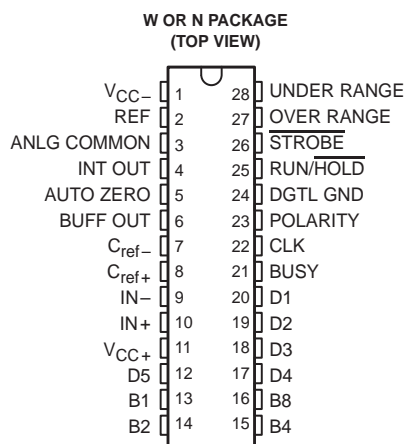 W OR N PACKAGE
(TOP VIEW)
VCC− 1 28 UNDER RANGE
REF 2 27 OVER RANGE
ANLG COMMON 3 26 STROBE
INT OUT 4 25 RUN/HOLD
AUTO ZERO 5 24 DGTL GND
BUFF OUT 6 23 POLARITY
Cref− 7 22 CLK
Cref+ 8 21 BUSY
IN− 9 20 D1
IN+ 10 19 D2
VCC+ 11 18 D3
D5 12 17 D4
B1 13 16 B8
B2 14 15 B4